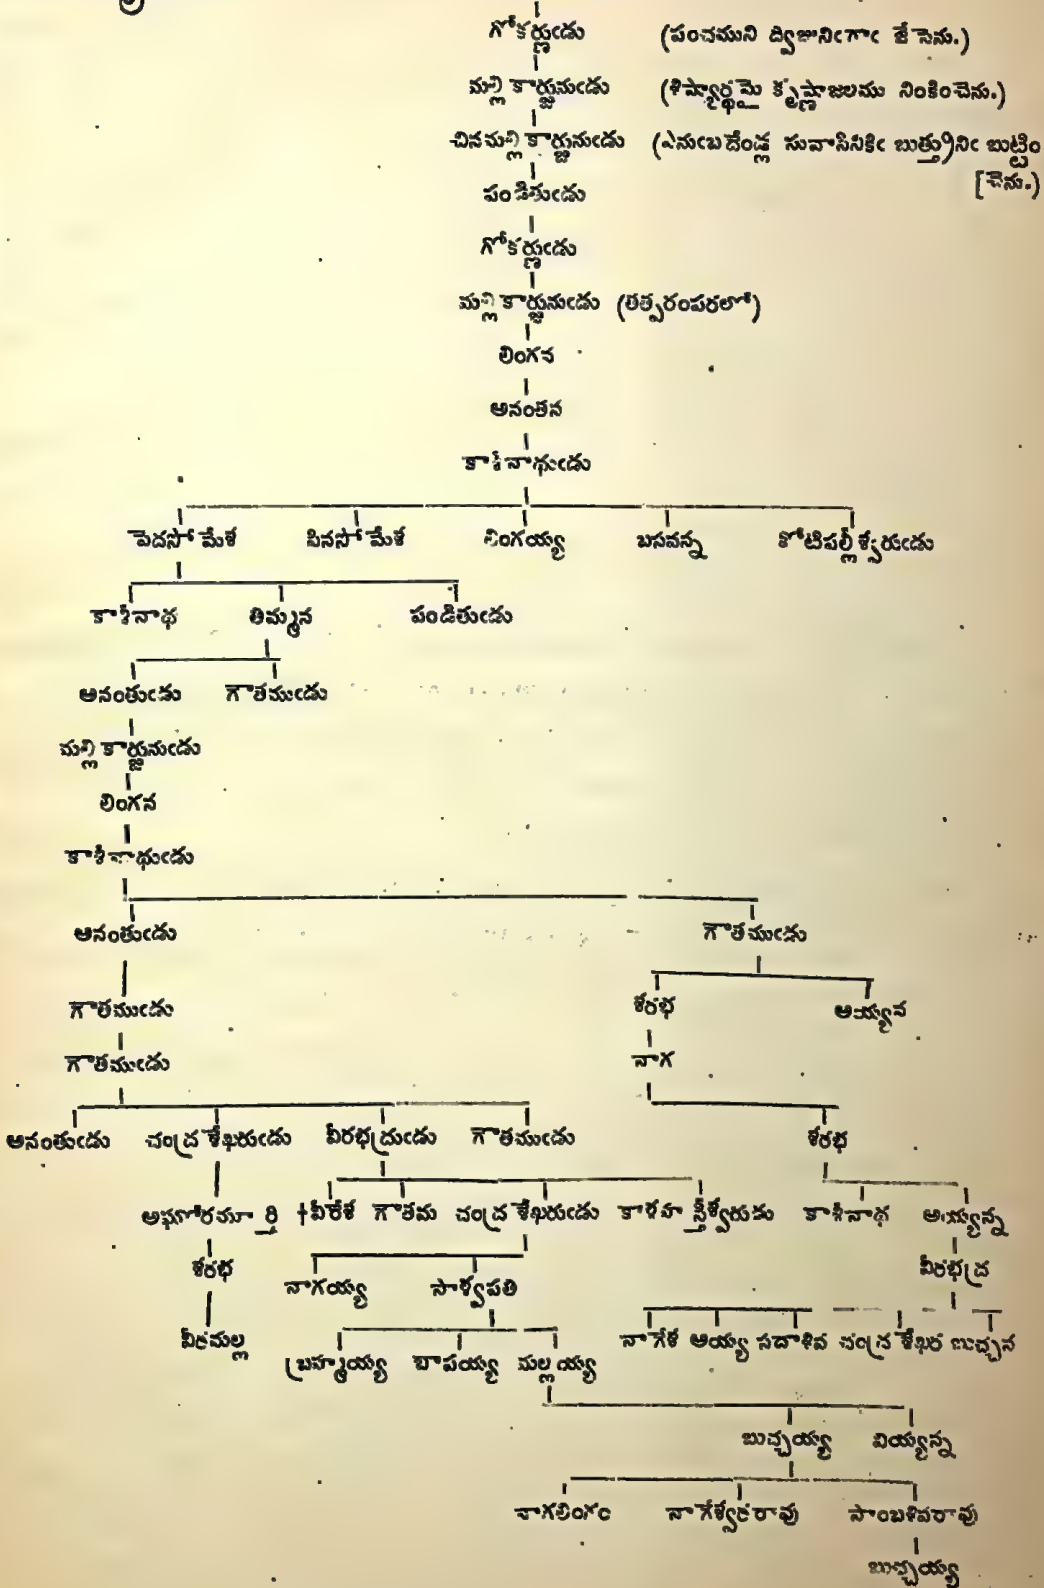 గోకర్ణుఁడు (పంచముని ద్విజునిఁగాఁ జేసెను.)
మల్లికార్జునుఁడు (శిష్యార్థమై కృష్ణాజలము నింకించెను.)
చినమల్లికార్జునుఁడు (ఎనుఁబదేండ్ల సువాసినికిఁ బుత్త్రునిఁ బుట్టిం
[చెను.)
పండితుఁడు
గోకర్ణుఁడు
మల్లికార్జునుఁడు (తత్పరంపరలో)
లింగన
అనంతన
కాశీనాథుఁడు
పెదసోమేశ పినసోమేశ లింగయ్య బసవన్న కోటిపల్లీశ్వరుఁడు
కాశీనాథ తిమ్మన పండితుఁడు
అనంతుఁడు గౌతముఁడు
మల్లికార్జునుఁడు
లింగన
కాశీనాథుఁడు
అనంతుఁడు గౌతముఁడు
గౌతముఁడు శరభ అయ్యన
గౌతముఁడు నాగ
అనంతుఁడు చంద్రశేఖరుఁడు వీరభద్రుఁడు గౌతముఁడు శరభ
అఘోరమూర్తి †వీరేశ గౌతమ చంద్రశేఖరుఁడు కాళహస్తీశ్వరుఁడు కాశీనాథ అయ్యన్న
శరభ నాగయ్య సాళ్వపతి వీరభద్ర
వీరమల్ల బ్రహ్మయ్య బాపయ్య మల్లయ్య నాగేశ అయ్య సదాశివ చంద్రశేఖర బుచ్చన
బుచ్చయ్య వియ్యన్న
నాగలింగం నాగేశ్వరరావు సాంబశివరావు
బుచ్చయ్య